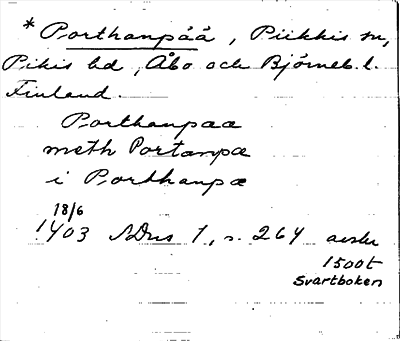 * Porthanpää, Piikkis sn,
Pikis hd, Åbo och Björneb. l.
Finland.
Porthanpaa
meth Portanpæ
i Porthanpæ
18/6
1403 SDns 1, s. 264 avskr
1500t
Svartboken